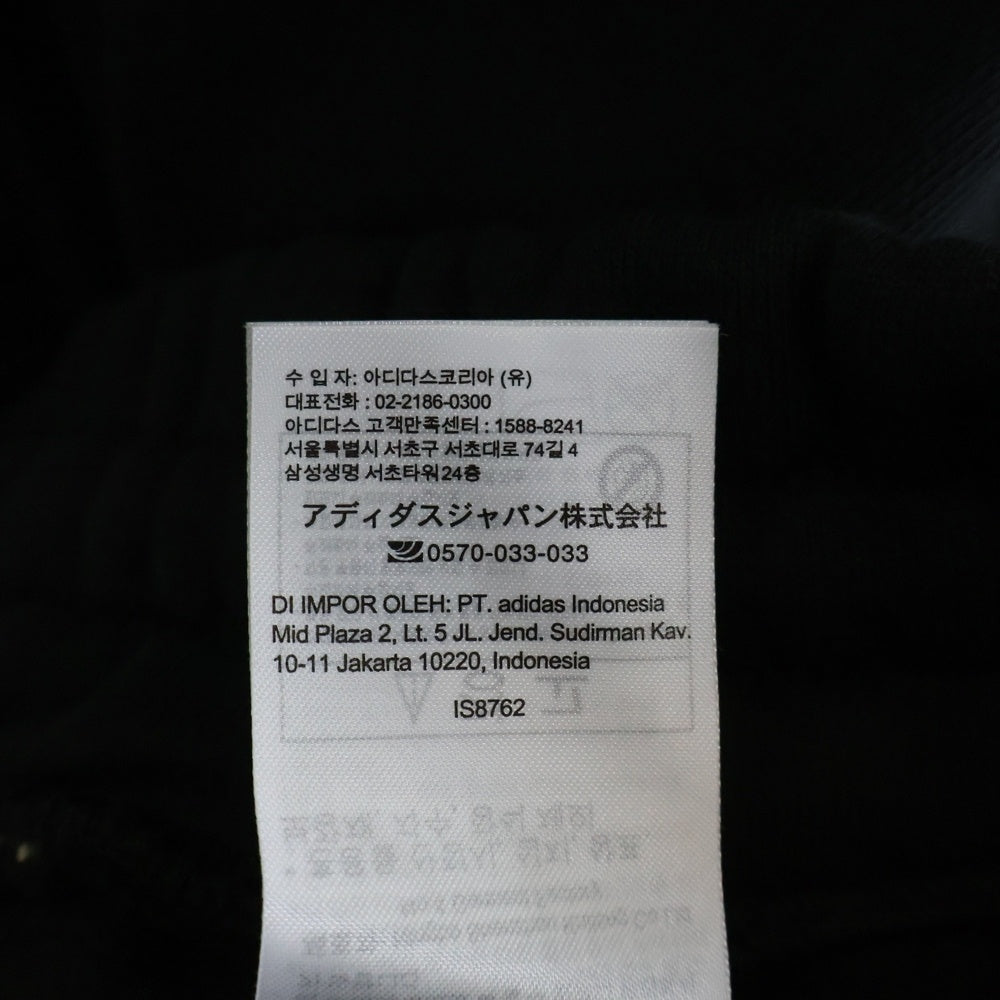 수 입 자: 아디다스코리아 (유)
대표전화 : 02-2186-0300
아디다스 고객만족센터 : 1588-8241
서울특별시 서초구 서초대로 74길 4
삼성생명 서초타워24층
アディダスジャパン株式会社
0570-033-033
DI IMPOR OLEH: PT. adidas Indonesia
Mid Plaza 2, Lt. 5 JL. Jend. Sudirman Kav.
10-11 Jakarta 10220, Indonesia
IS8762